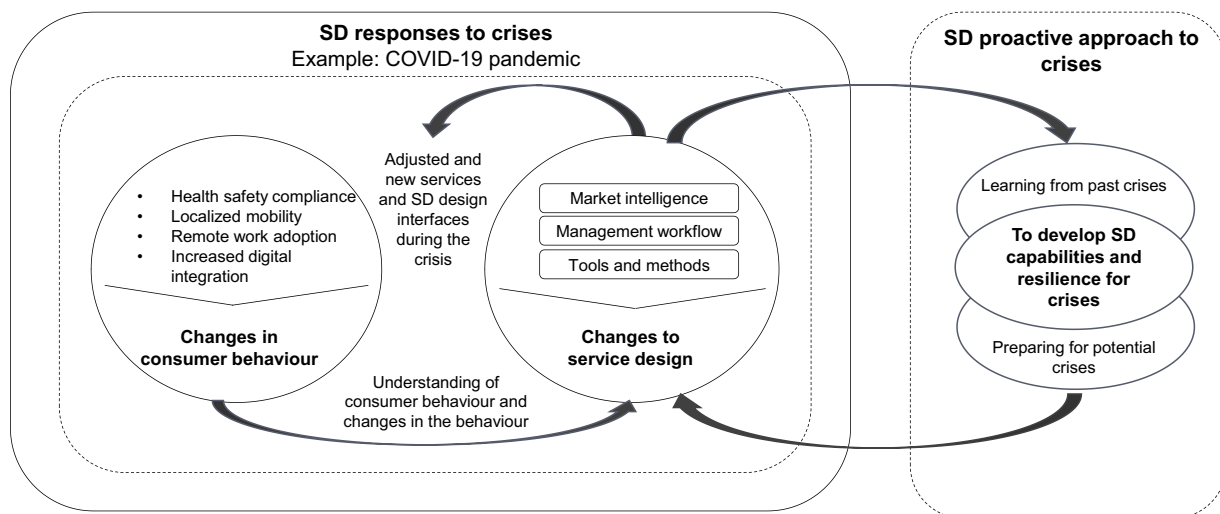 SD responses to crises
Example: COVID-19 pandemic
• Health safety compliance
• Localized mobility
• Remote work adoption
• Increased digital
integration
Changes in
consumer behaviour
Adjusted and
new services
and SD design
interfaces
during the
crisis
Market intelligence
Management workflow
Tools and methods
Changes to
service design
Understanding of
consumer behaviour and
changes in the behaviour
SD proactive approach to
crises
Learning from past crises
To develop SD
capabilities and
resilience for
crises
Preparing for potential
crises